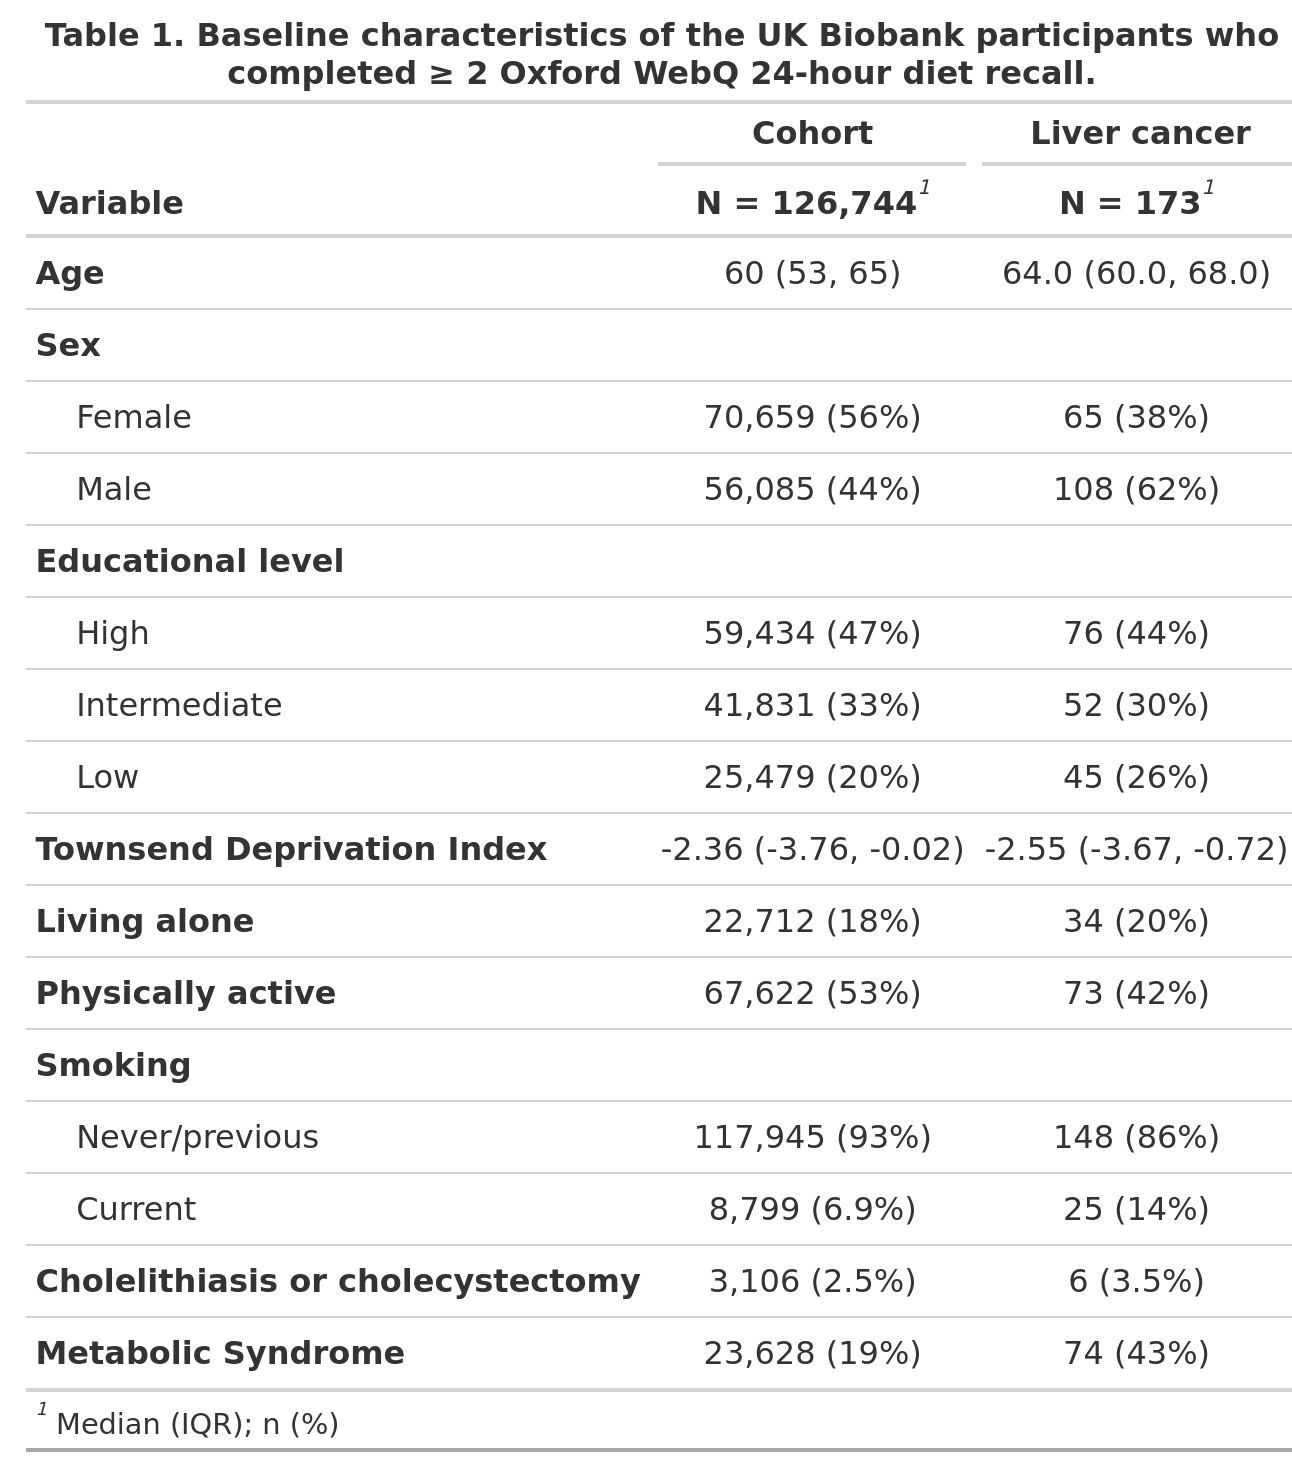 Table 1. Baseline characteristics of the UK Biobank participants who
completed ≥ 2 Oxford WebQ 24-hour diet recall.
Cohort Liver cancer
Variable N = 126,744¹ N = 173¹
Age 60 (53, 65) 64.0 (60.0, 68.0)
Sex
Female 70,659 (56%) 65 (38%)
Male 56,085 (44%) 108 (62%)
Educational level
High 59,434 (47%) 76 (44%)
Intermediate 41,831 (33%) 52 (30%)
Low 25,479 (20%) 45 (26%)
Townsend Deprivation Index -2.36 (-3.76, -0.02) -2.55 (-3.67, -0.72)
Living alone 22,712 (18%) 34 (20%)
Physically active 67,622 (53%) 73 (42%)
Smoking
Never/previous 117,945 (93%) 148 (86%)
Current 8,799 (6.9%) 25 (14%)
Cholelithiasis or cholecystectomy 3,106 (2.5%) 6 (3.5%)
Metabolic Syndrome 23,628 (19%) 74 (43%)
¹ Median (IQR); n (%)